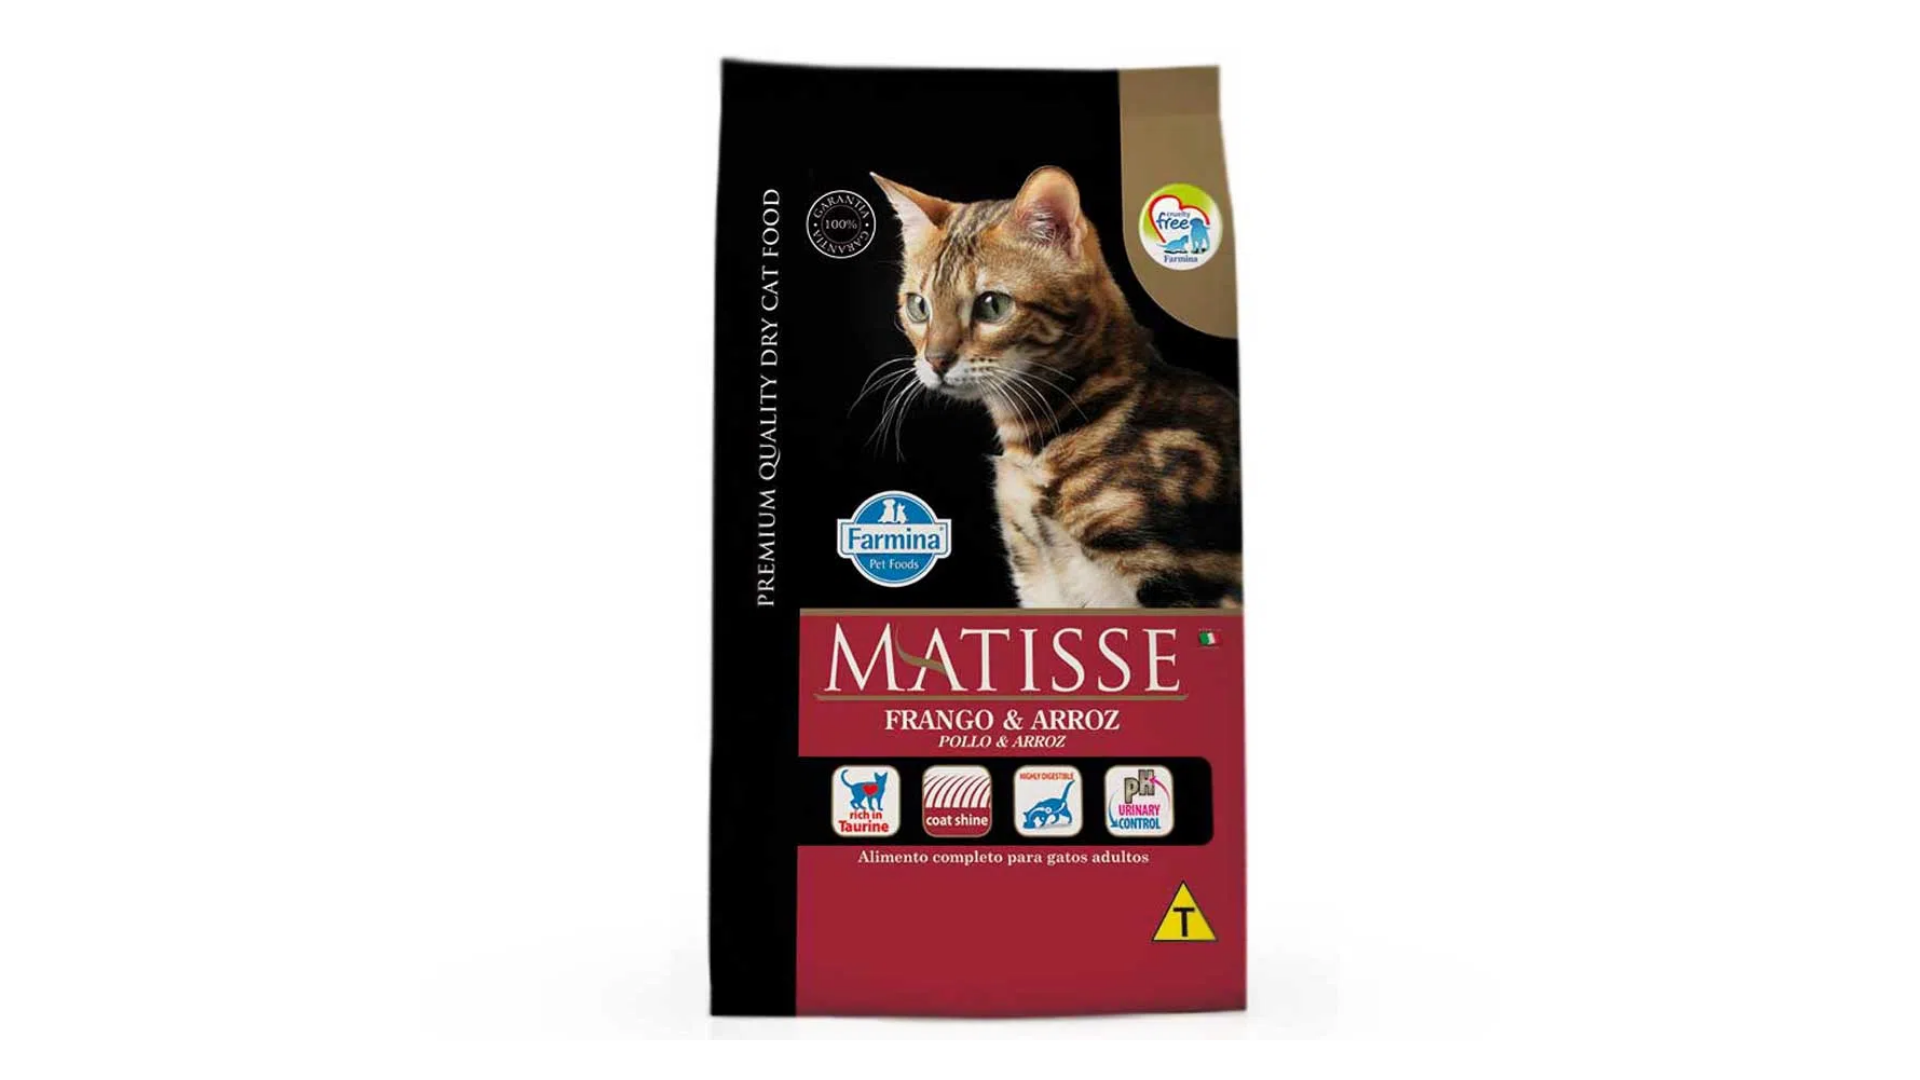 PREMIUM QUALITY DRY CAT FOOD
GARANTIA
100%
GARANTIA
cruelty
free
Farmina
Farmina®
Pet Foods
MATISSE
FRANGO & ARROZ
POLLO & ARROZ
rich in
Taurine
coat shine
HIGHLY DIGESTIBLE
pH
URINARY
CONTROL
Alimento completo para gatos adultos
T